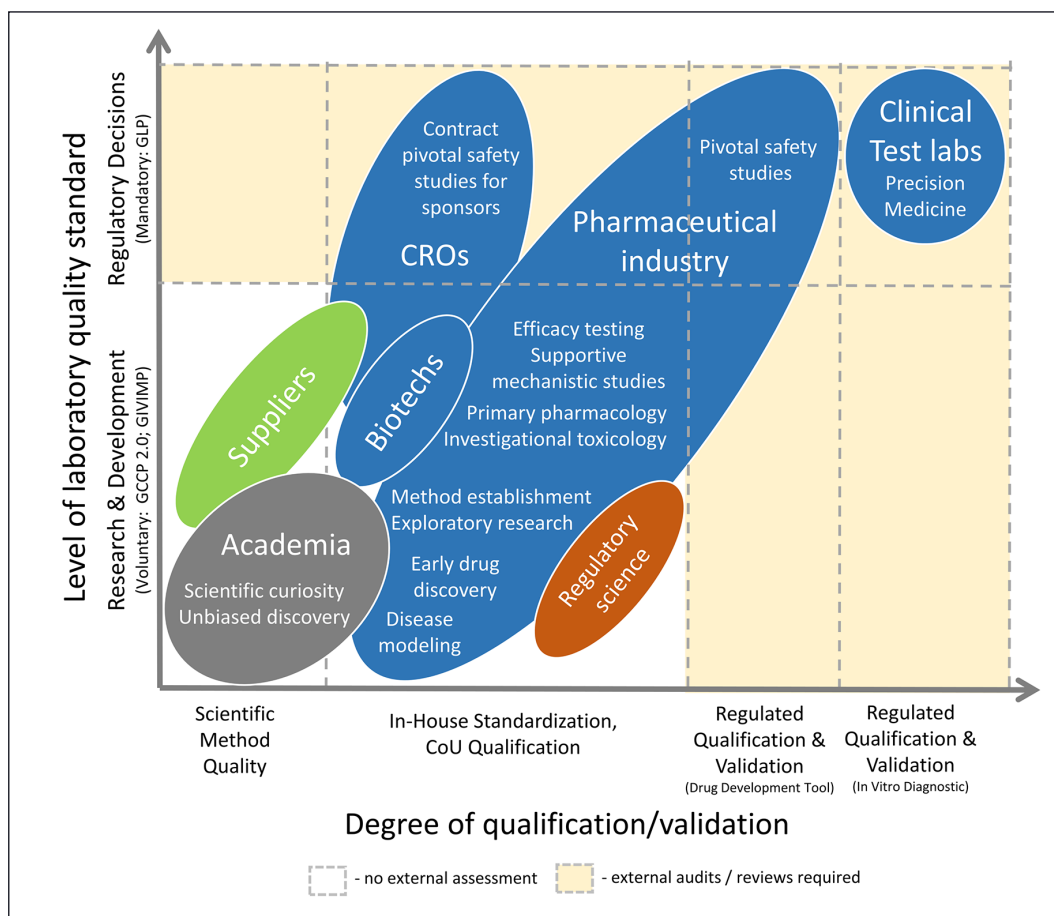 Level of laboratory quality standard
Regulatory Decisions
(Mandatory: GLP)
Research & Development
(Voluntary: GCCP 2.0; GIVIMP)
Contract
pivotal safety
studies for
sponsors
CROs
Pivotal safety
studies
Pharmaceutical
industry
Clinical
Test labs
Precision
Medicine
Suppliers
Biotechs
Efficacy testing
Supportive
mechanistic studies
Primary pharmacology
Investigational toxicology
Method establishment
Exploratory research
Early drug
discovery
Disease
modeling
Academia
Scientific curiosity
Unbiased discovery
Regulatory
science
Scientific
Method
Quality
In-House Standardization,
CoU Qualification
Regulated
Qualification &
Validation
(Drug Development Tool)
Regulated
Qualification &
Validation
(In Vitro Diagnostic)
Degree of qualification/validation
- no external assessment
- external audits / reviews required